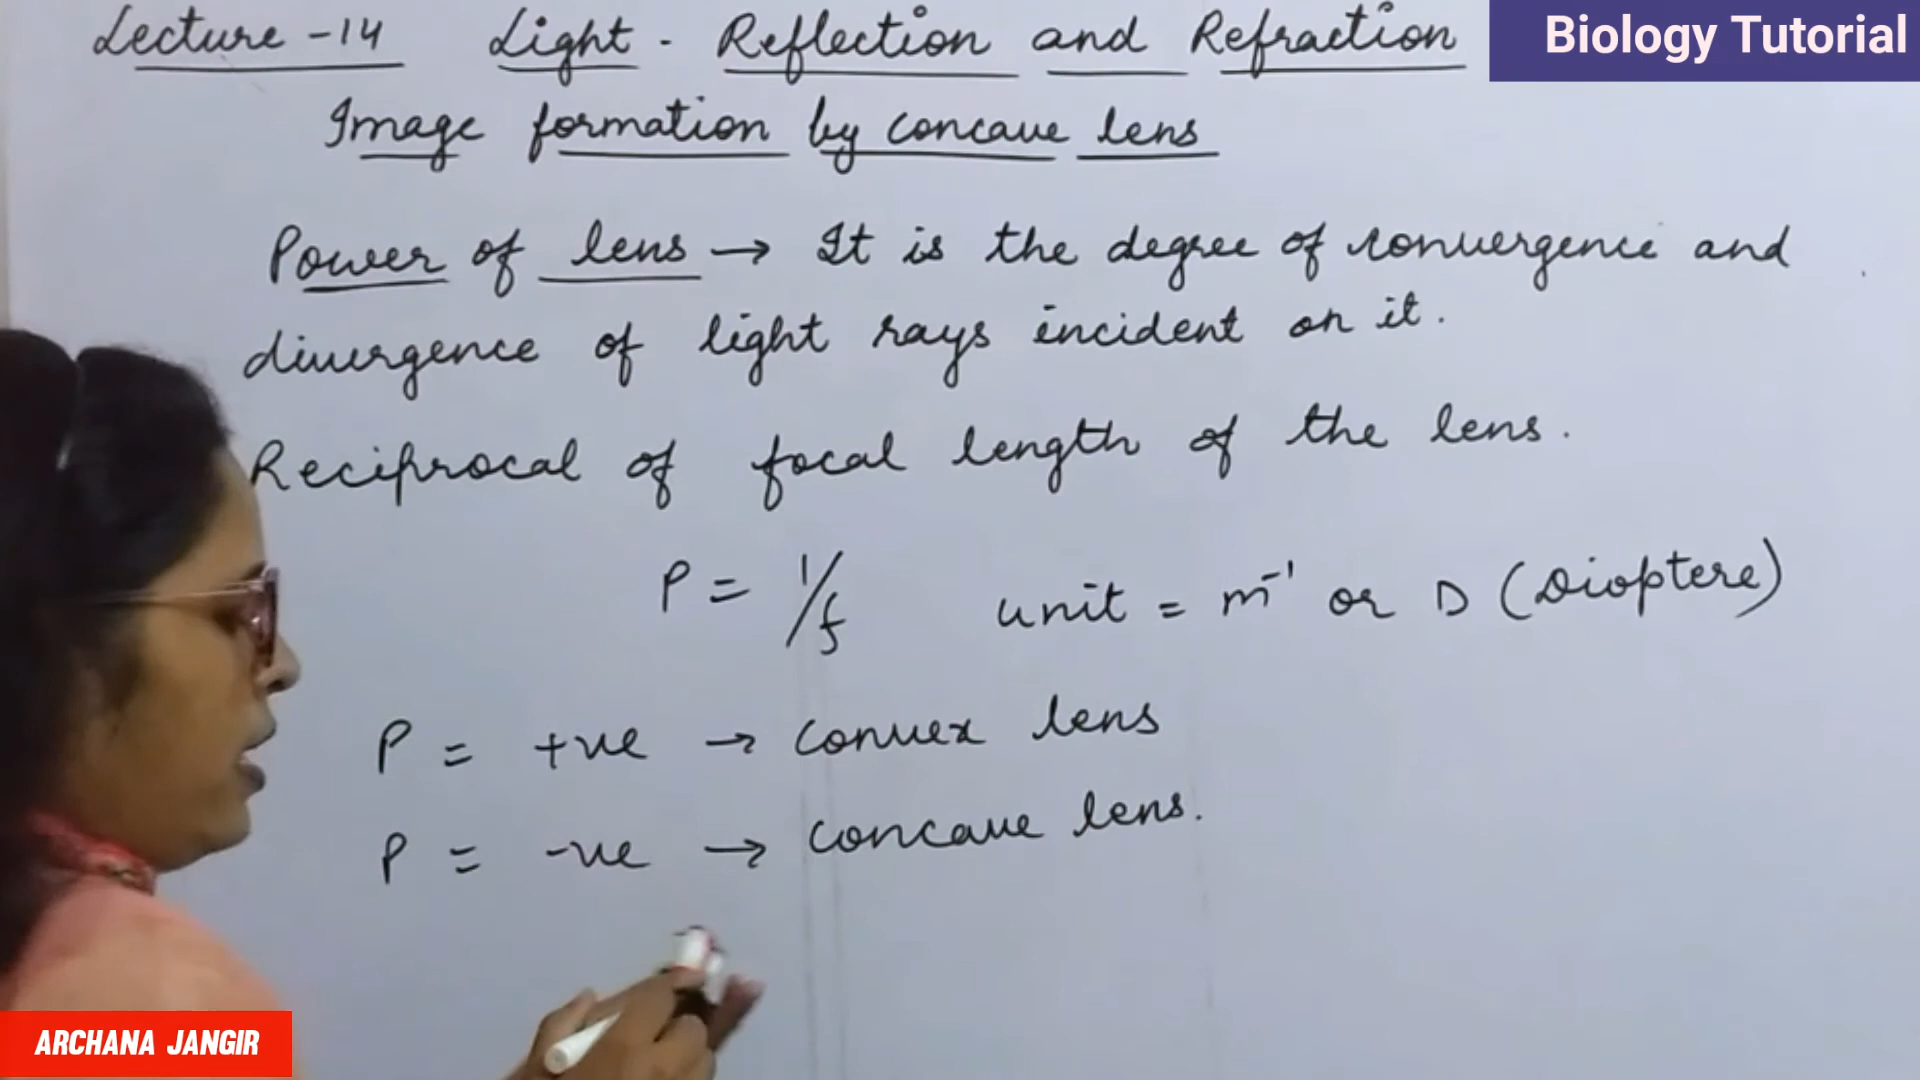 Lecture - 14 Light - Reflection and Refraction
Biology Tutorial
Image formation by concave lens
Power of lens → It is the degree of convergence and
divergence of light rays incident on it.
Reciprocal of focal length of the lens.
P = 1/f unit = m⁻¹ or D (Dioptere)
P = +ve → convex lens
P = -ve → concave lens.
ARCHANA JANGIR